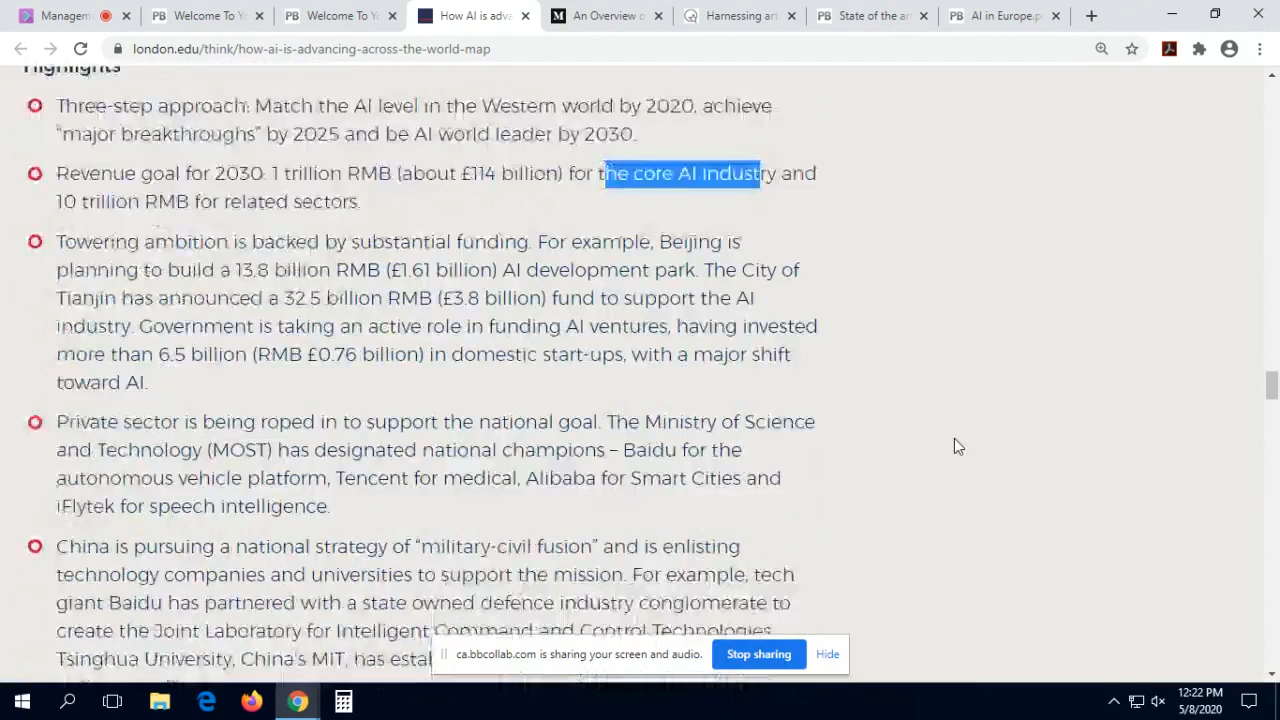 Managem
Welcome To Yo
Welcome To Yo
How AI is adva
An Overview o
Harnessing art
State of the ar
AI in Europe.p
london.edu/think/how-ai-is-advancing-across-the-world-map
Highlights
Three-step approach: Match the AI level in the Western world by 2020, achieve
"major breakthroughs" by 2025 and be AI world leader by 2030.
Revenue goal for 2030: 1 trillion RMB (about £114 billion) for the core AI industry and
10 trillion RMB for related sectors.
Towering ambition is backed by substantial funding. For example, Beijing is
planning to build a 13.8 billion RMB (£1.61 billion) AI development park. The City of
Tianjin has announced a 32.5 billion RMB (£3.8 billion) fund to support the AI
industry. Government is taking an active role in funding AI ventures, having invested
more than 6.5 billion (RMB £0.76 billion) in domestic start-ups, with a major shift
toward AI.
Private sector is being roped in to support the national goal. The Ministry of Science
and Technology (MOST) has designated national champions – Baidu for the
autonomous vehicle platform, Tencent for medical, Alibaba for Smart Cities and
iFlytek for speech intelligence.
China is pursuing a national strategy of "military-civil fusion" and is enlisting
technology companies and universities to support the mission. For example, tech
giant Baidu has partnered with a state owned defence industry conglomerate to
create the Joint Laboratory for Intelligent Command and Control Technologies.
Tsinghua University, China's MIT, has estab
ca.bbcollab.com is sharing your screen and audio.
Stop sharing
Hide
12:22 PM
5/8/2020